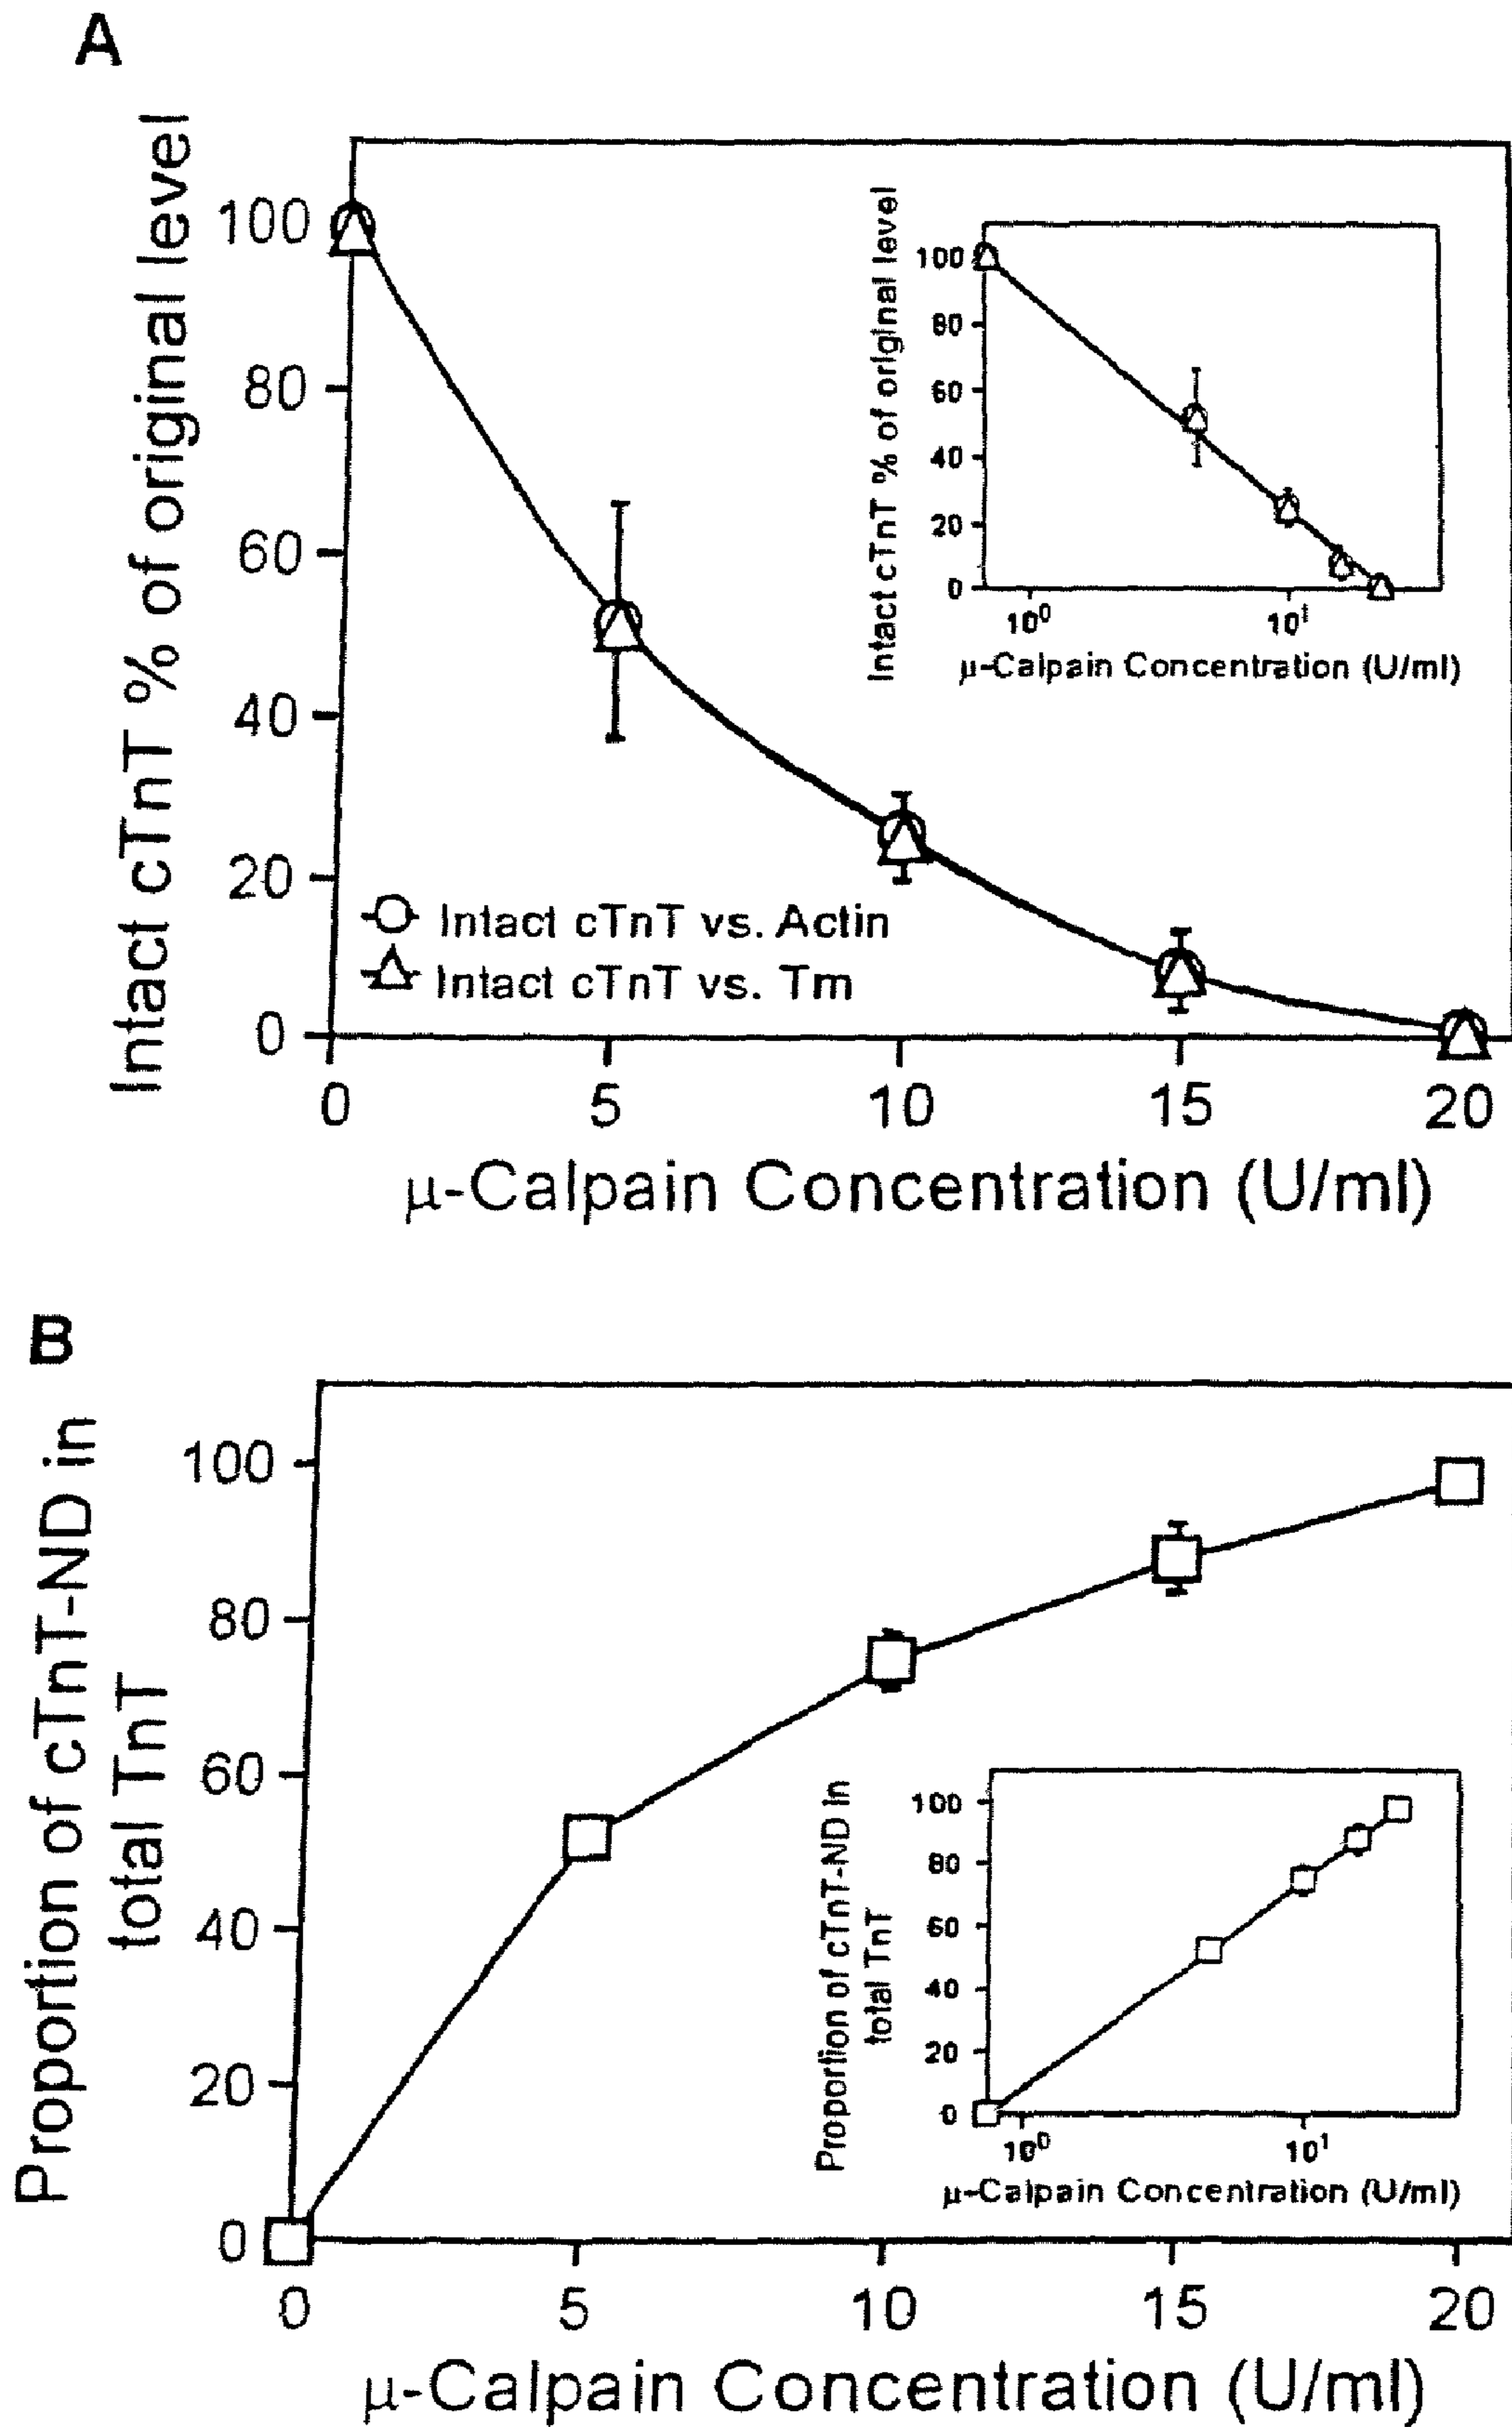 A
Intact cTnT % of original level
100
80
60
40
20
0
Intact cTnT vs. Actin
Intact cTnT vs. Tm
0 5 10 15 20
μ-Calpain Concentration (U/ml)
Intact cTnT % of original level
100
80
60
40
20
0
10⁰ 10¹
μ-Calpain Concentration (U/ml)
B
Proportion of cTnT-ND in
total TnT
100
80
60
40
20
0
0 5 10 15 20
μ-Calpain Concentration (U/ml)
Proportion of cTnT-ND in
total TnT
100
80
60
40
20
0
10⁰ 10¹
μ-Calpain Concentration (U/ml)